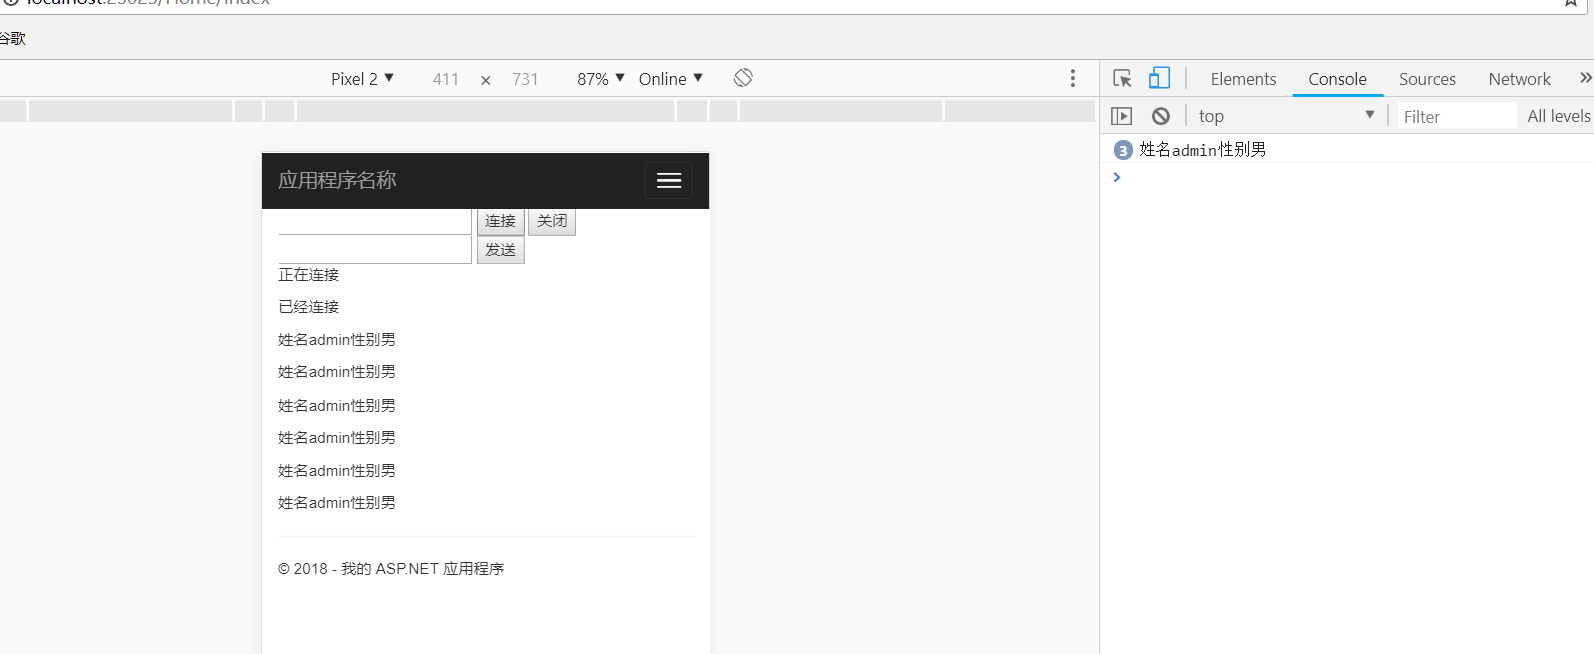 localhost:25025/Home/Index
谷歌
Pixel 2 ▼ 411 × 731 87% ▼ Online ▼
Elements Console Sources Network »
top ▼ Filter All levels
3 姓名admin性别男
应用程序名称
连接 关闭
发送
正在连接
已经连接
姓名admin性别男
姓名admin性别男
姓名admin性别男
姓名admin性别男
姓名admin性别男
姓名admin性别男
© 2018 - 我的 ASP.NET 应用程序